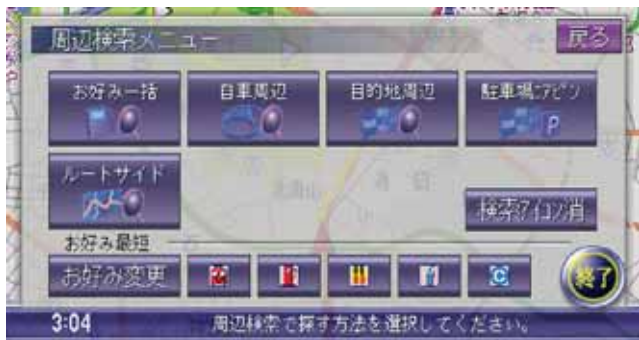 周辺検索メニュー
戻る
お好み一括
自車周辺
目的地周辺
駐車場ピアピン
P
ルートサイド
検索アイコン消
お好み最短
お好み変更
C
終了
3:04
周辺検索で探す方法を選択してください。